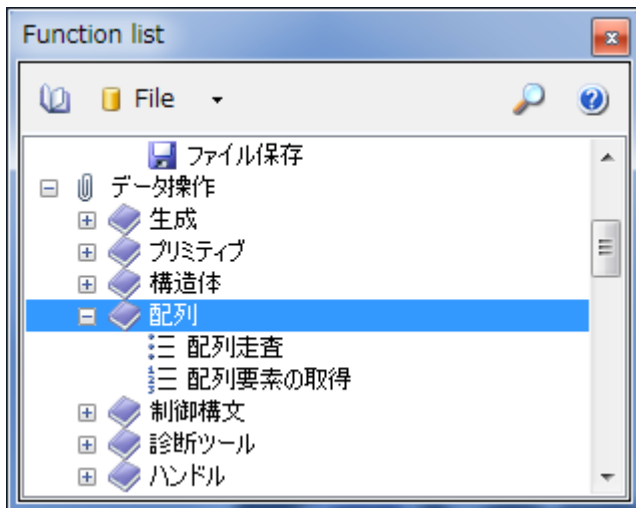 Function list
File
ファイル保存
データ操作
生成
プリミティブ
構造体
配列
配列走査
配列要素の取得
制御構文
診断ツール
ハンドル